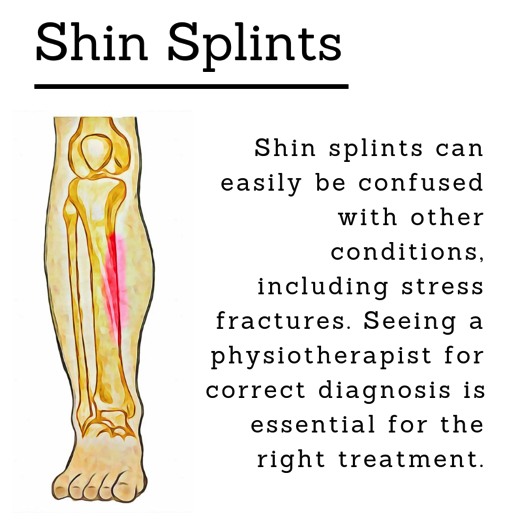 Shin Splints
Shin splints can
easily be confused
with other
conditions,
including stress
fractures. Seeing a
physiotherapist for
correct diagnosis is
essential for the
right treatment.